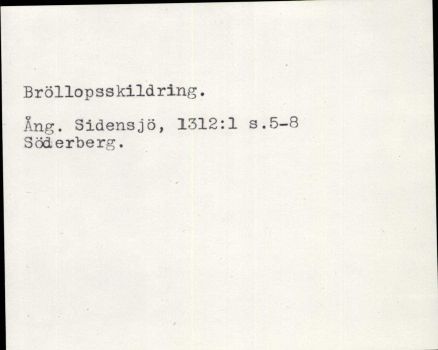 Bröllopsskildring.
Ång. Sidensjö, 1312:1 s.5-8
Söderberg.